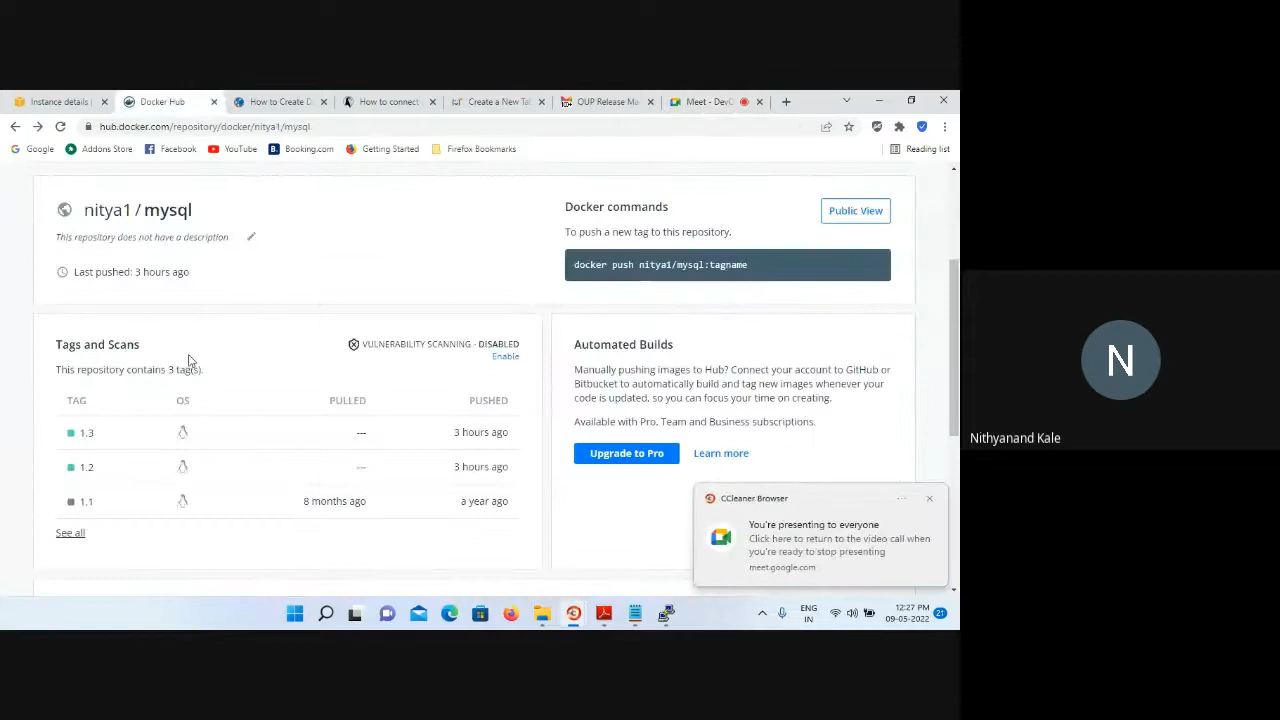 Instance details |
Docker Hub
How to Create D
How to connect
Create a New Ta
OUP Release Ma
Meet - DevO
hub.docker.com/repository/docker/nitya1/mysql
Google
Addons Store
Facebook
YouTube
Booking.com
Getting Started
Firefox Bookmarks
Reading list
nitya1 / mysql
This repository does not have a description
Last pushed: 3 hours ago
Docker commands
Public View
To push a new tag to this repository,
docker push nitya1/mysql:tagname
Tags and Scans
VULNERABILITY SCANNING - DISABLED
Enable
This repository contains 3 tag(s).
TAG OS PULLED PUSHED
1.3 --- 3 hours ago
1.2 --- 3 hours ago
1.1 8 months ago a year ago
See all
Automated Builds
Manually pushing images to Hub? Connect your account to GitHub or
Bitbucket to automatically build and tag new images whenever your
code is updated, so you can focus your time on creating.
Available with Pro, Team and Business subscriptions.
Upgrade to Pro
Learn more
CCleaner Browser
You're presenting to everyone
Click here to return to the video call when
you're ready to stop presenting
meet.google.com
ENG
IN
12:27 PM
09-05-2022
21
N
Nithyanand Kale